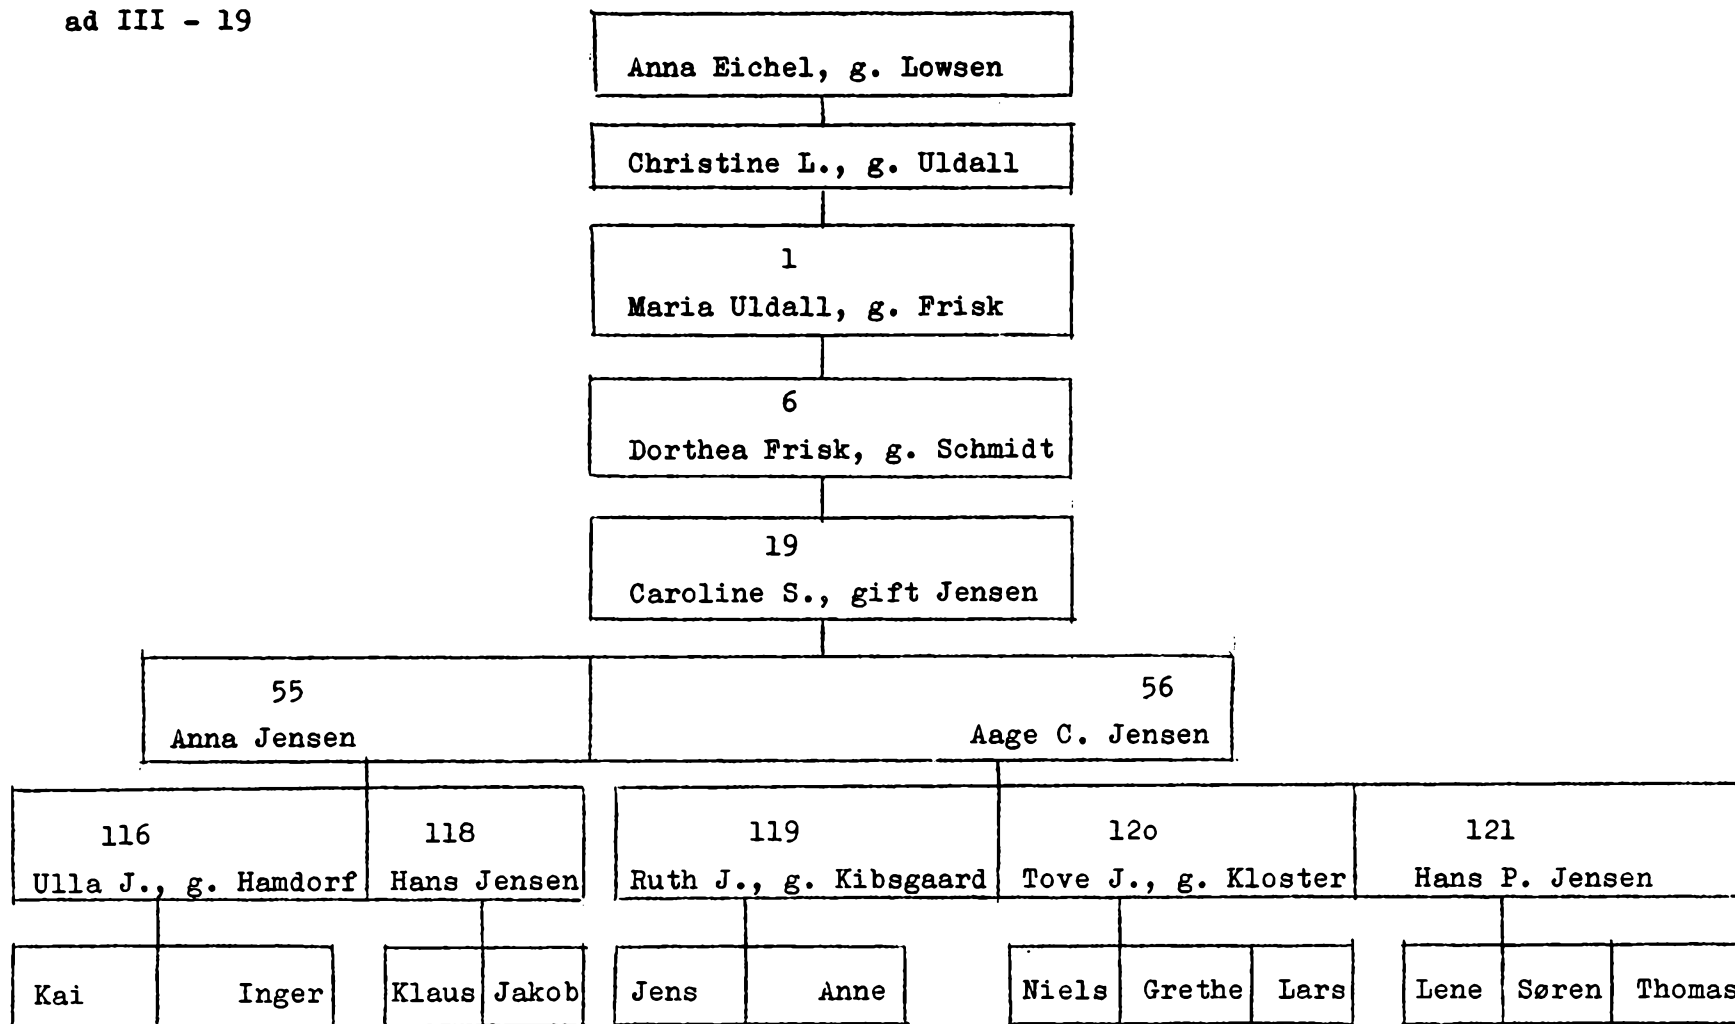 ad III - 19
Anna Eichel, g. Lowsen
Christine L., g. Uldall
1
Maria Uldall, g. Frisk
6
Dorthea Frisk, g. Schmidt
19
Caroline S., gift Jensen
55 56
Anna Jensen Aage C. Jensen
116 118 119 12o 121
Ulla J., g. Hamdorf Hans Jensen Ruth J., g. Kibsgaard Tove J., g. Kloster Hans P. Jensen
Kai Inger Klaus Jakob Jens Anne Niels Grethe Lars Lene Søren Thomas